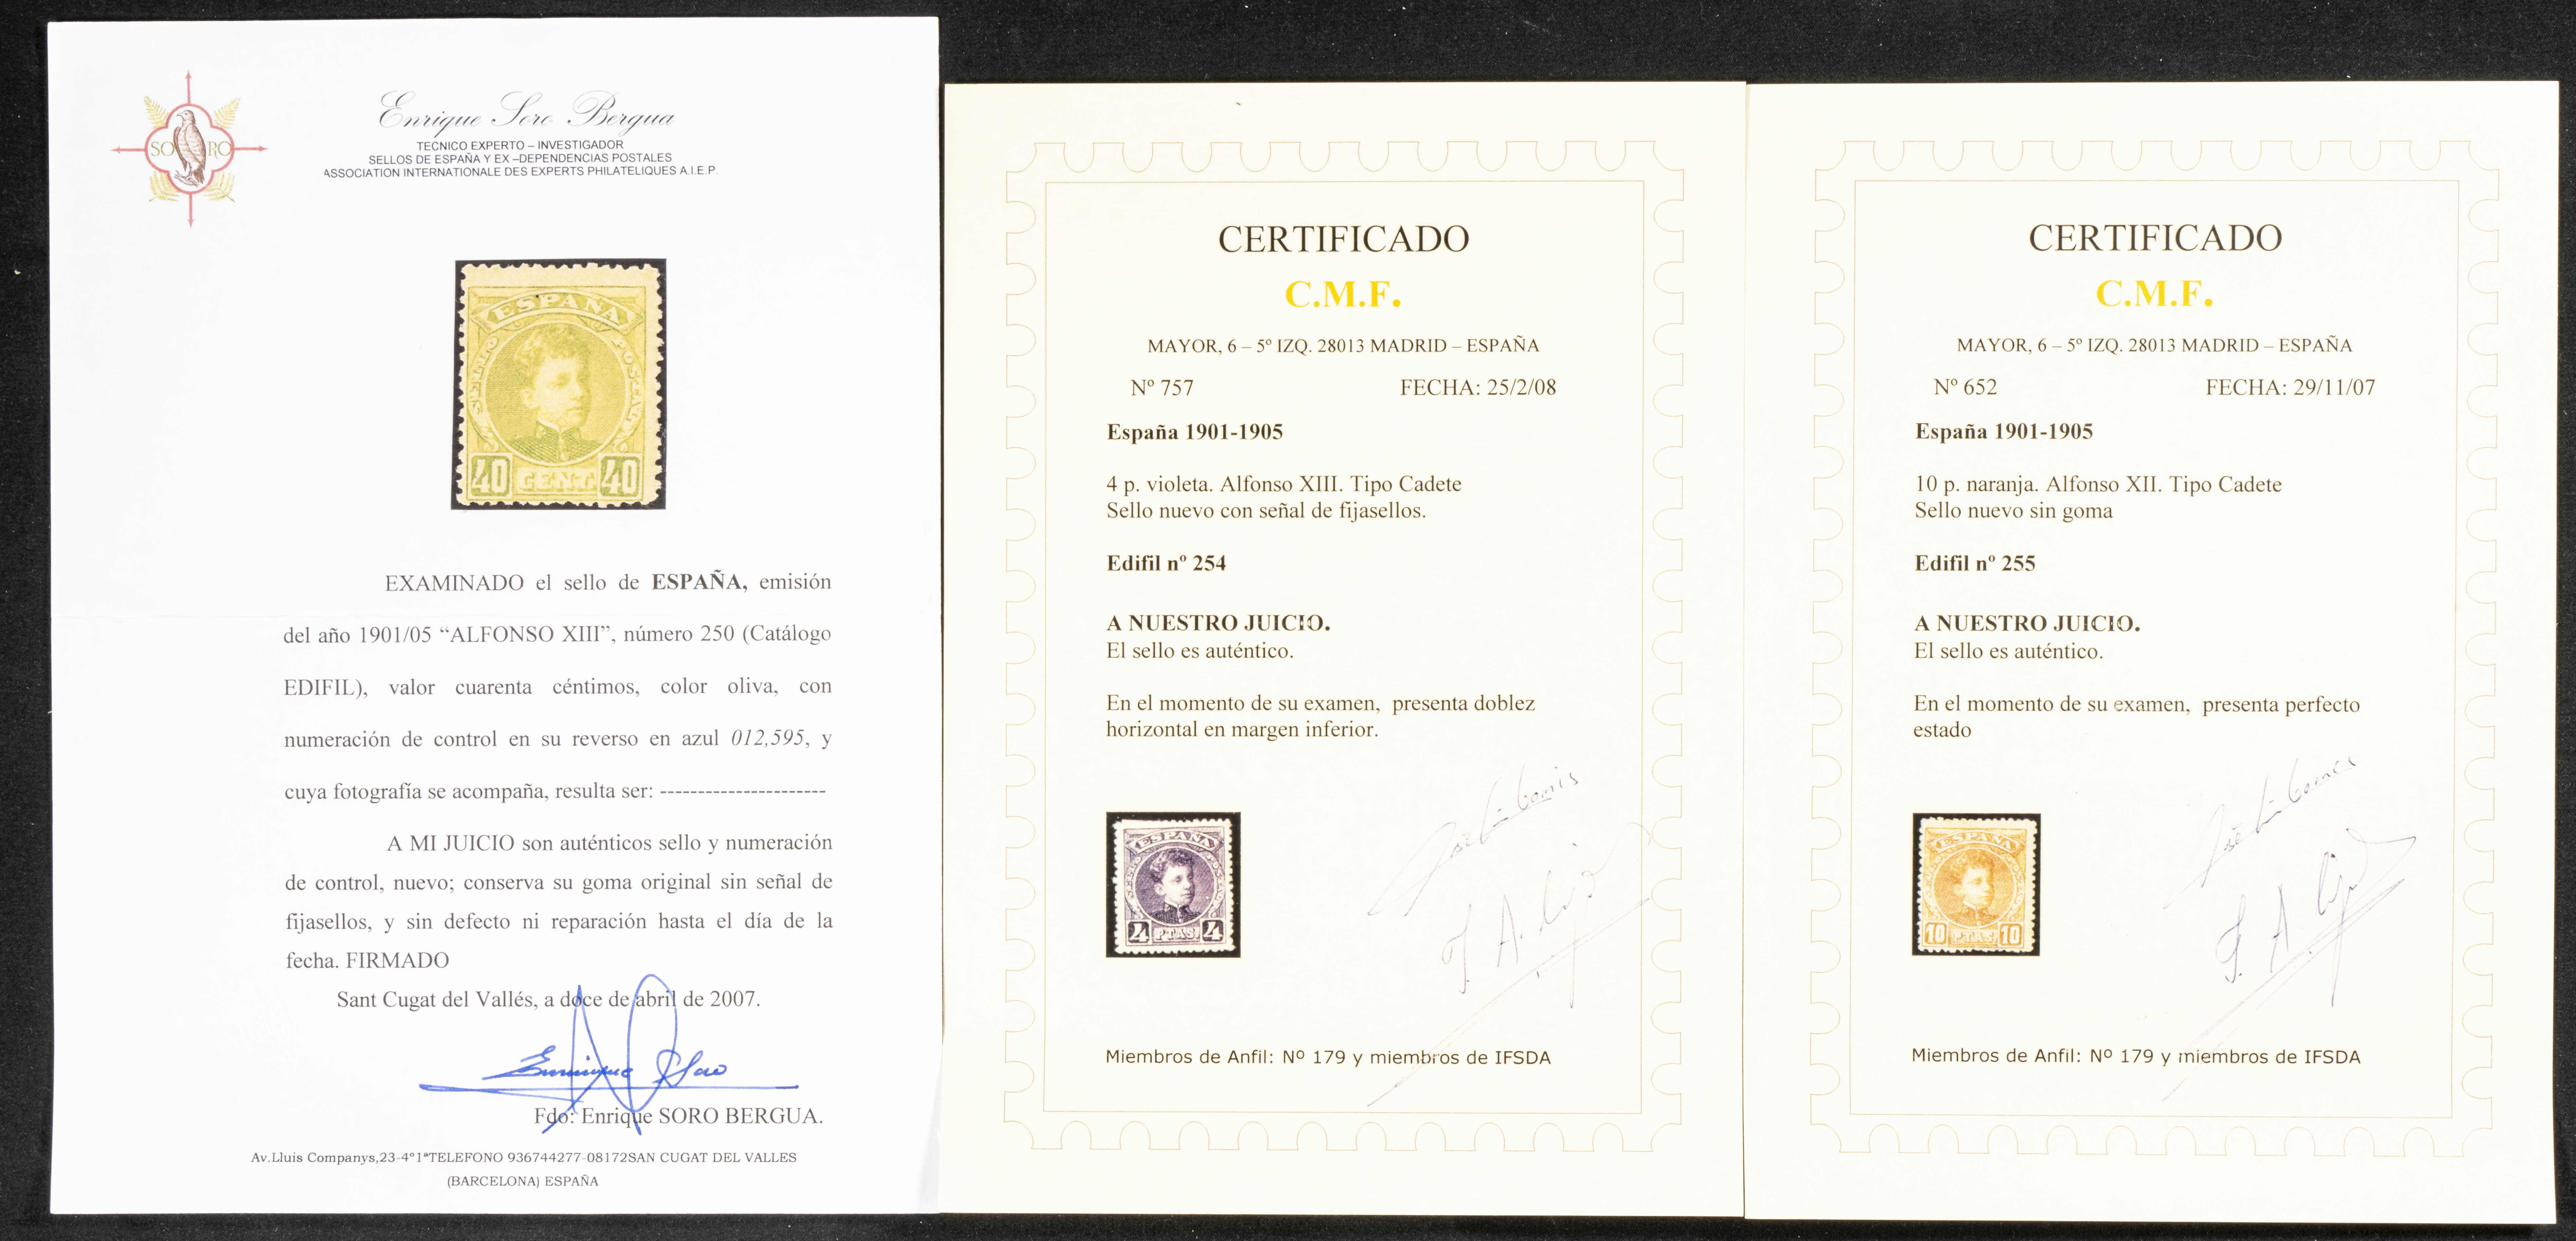 SO RO
Enrique Soro Bergua
TECNICO EXPERTO – INVESTIGADOR
SELLOS DE ESPAÑA Y EX –DEPENDENCIAS POSTALES
ASSOCIATION INTERNATIONALE DES EXPERTS PHILATELIQUES A.I.E.P.
ESPAÑA
SELLO POSTAL
40 CENT. 40
EXAMINADO el sello de ESPAÑA, emisión
del año 1901/05 “ALFONSO XIII”, número 250 (Catálogo
EDIFIL), valor cuarenta céntimos, color oliva, con
numeración de control en su reverso en azul 012,595, y
cuya fotografía se acompaña, resulta ser: ----------------------
A MI JUICIO son auténticos sello y numeración
de control, nuevo; conserva su goma original sin señal de
fijasellos, y sin defecto ni reparación hasta el día de la
fecha. FIRMADO
Sant Cugat del Vallés, a doce de abril de 2007.
Enrique Soro
Fdo: Enrique SORO BERGUA.
Av.Lluis Companys,23-4º1ªTELEFONO 936744277-08172SAN CUGAT DEL VALLES
(BARCELONA) ESPAÑA
CERTIFICADO
C.M.F.
MAYOR, 6 – 5º IZQ. 28013 MADRID – ESPAÑA
Nº 757 FECHA: 25/2/08
España 1901-1905
4 p. violeta. Alfonso XIII. Tipo Cadete
Sello nuevo con señal de fijasellos.
Edifil nº 254
A NUESTRO JUICIO.
El sello es auténtico.
En el momento de su examen, presenta doblez
horizontal en margen inferior.
ESPAÑA
4 PTAS. 4
Miembros de Anfil: Nº 179 y miembros de IFSDA
CERTIFICADO
C.M.F.
MAYOR, 6 – 5º IZQ. 28013 MADRID – ESPAÑA
Nº 652 FECHA: 29/11/07
España 1901-1905
10 p. naranja. Alfonso XII. Tipo Cadete
Sello nuevo sin goma
Edifil nº 255
A NUESTRO JUICIO.
El sello es auténtico.
En el momento de su examen, presenta perfecto
estado
ESPAÑA
10 PTAS. 10
Miembros de Anfil: Nº 179 y miembros de IFSDA